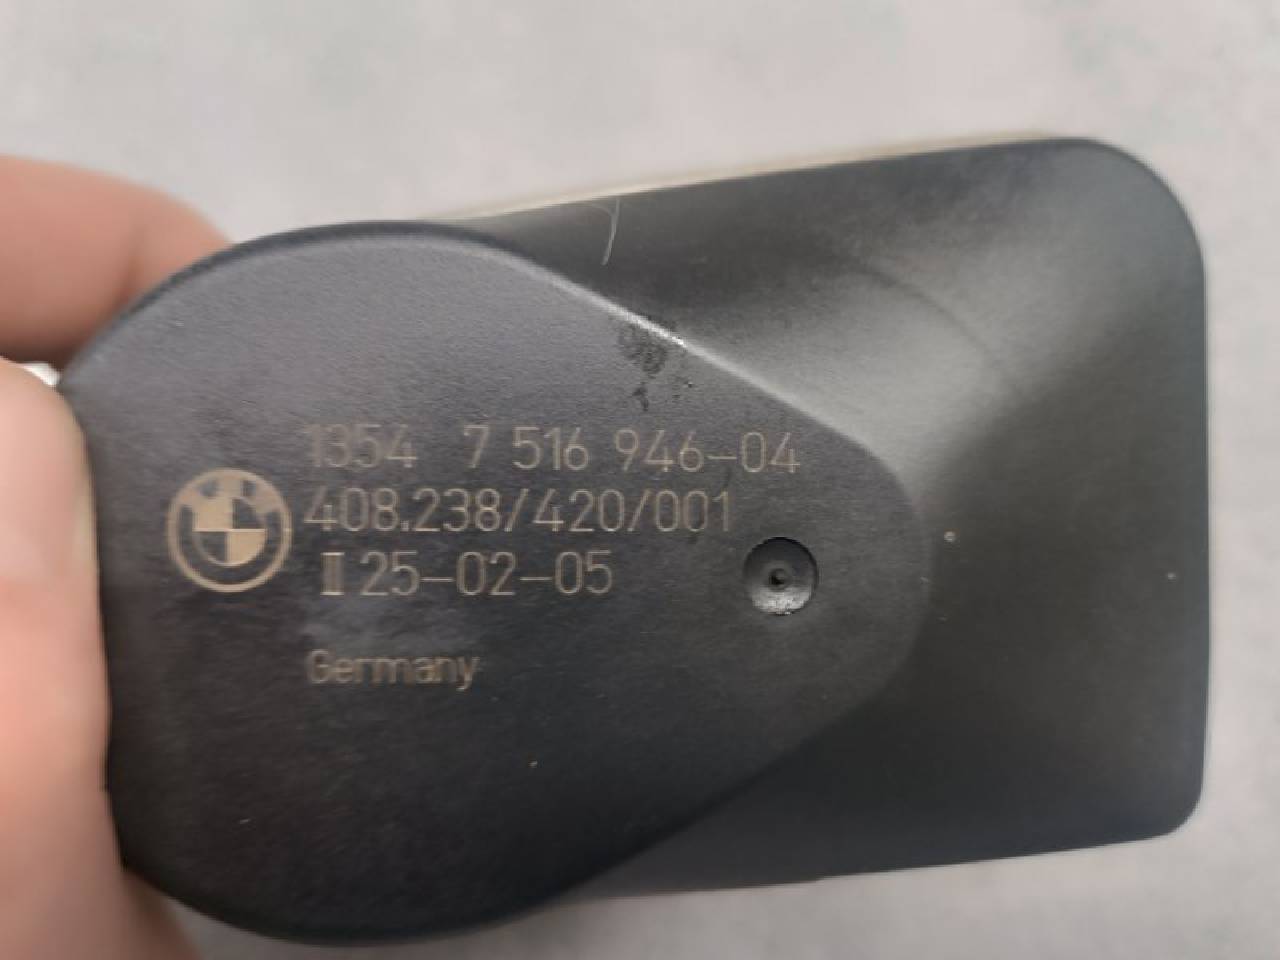 1354 7 516 946-04
408.238/420/001
II 25-02-05
Germany